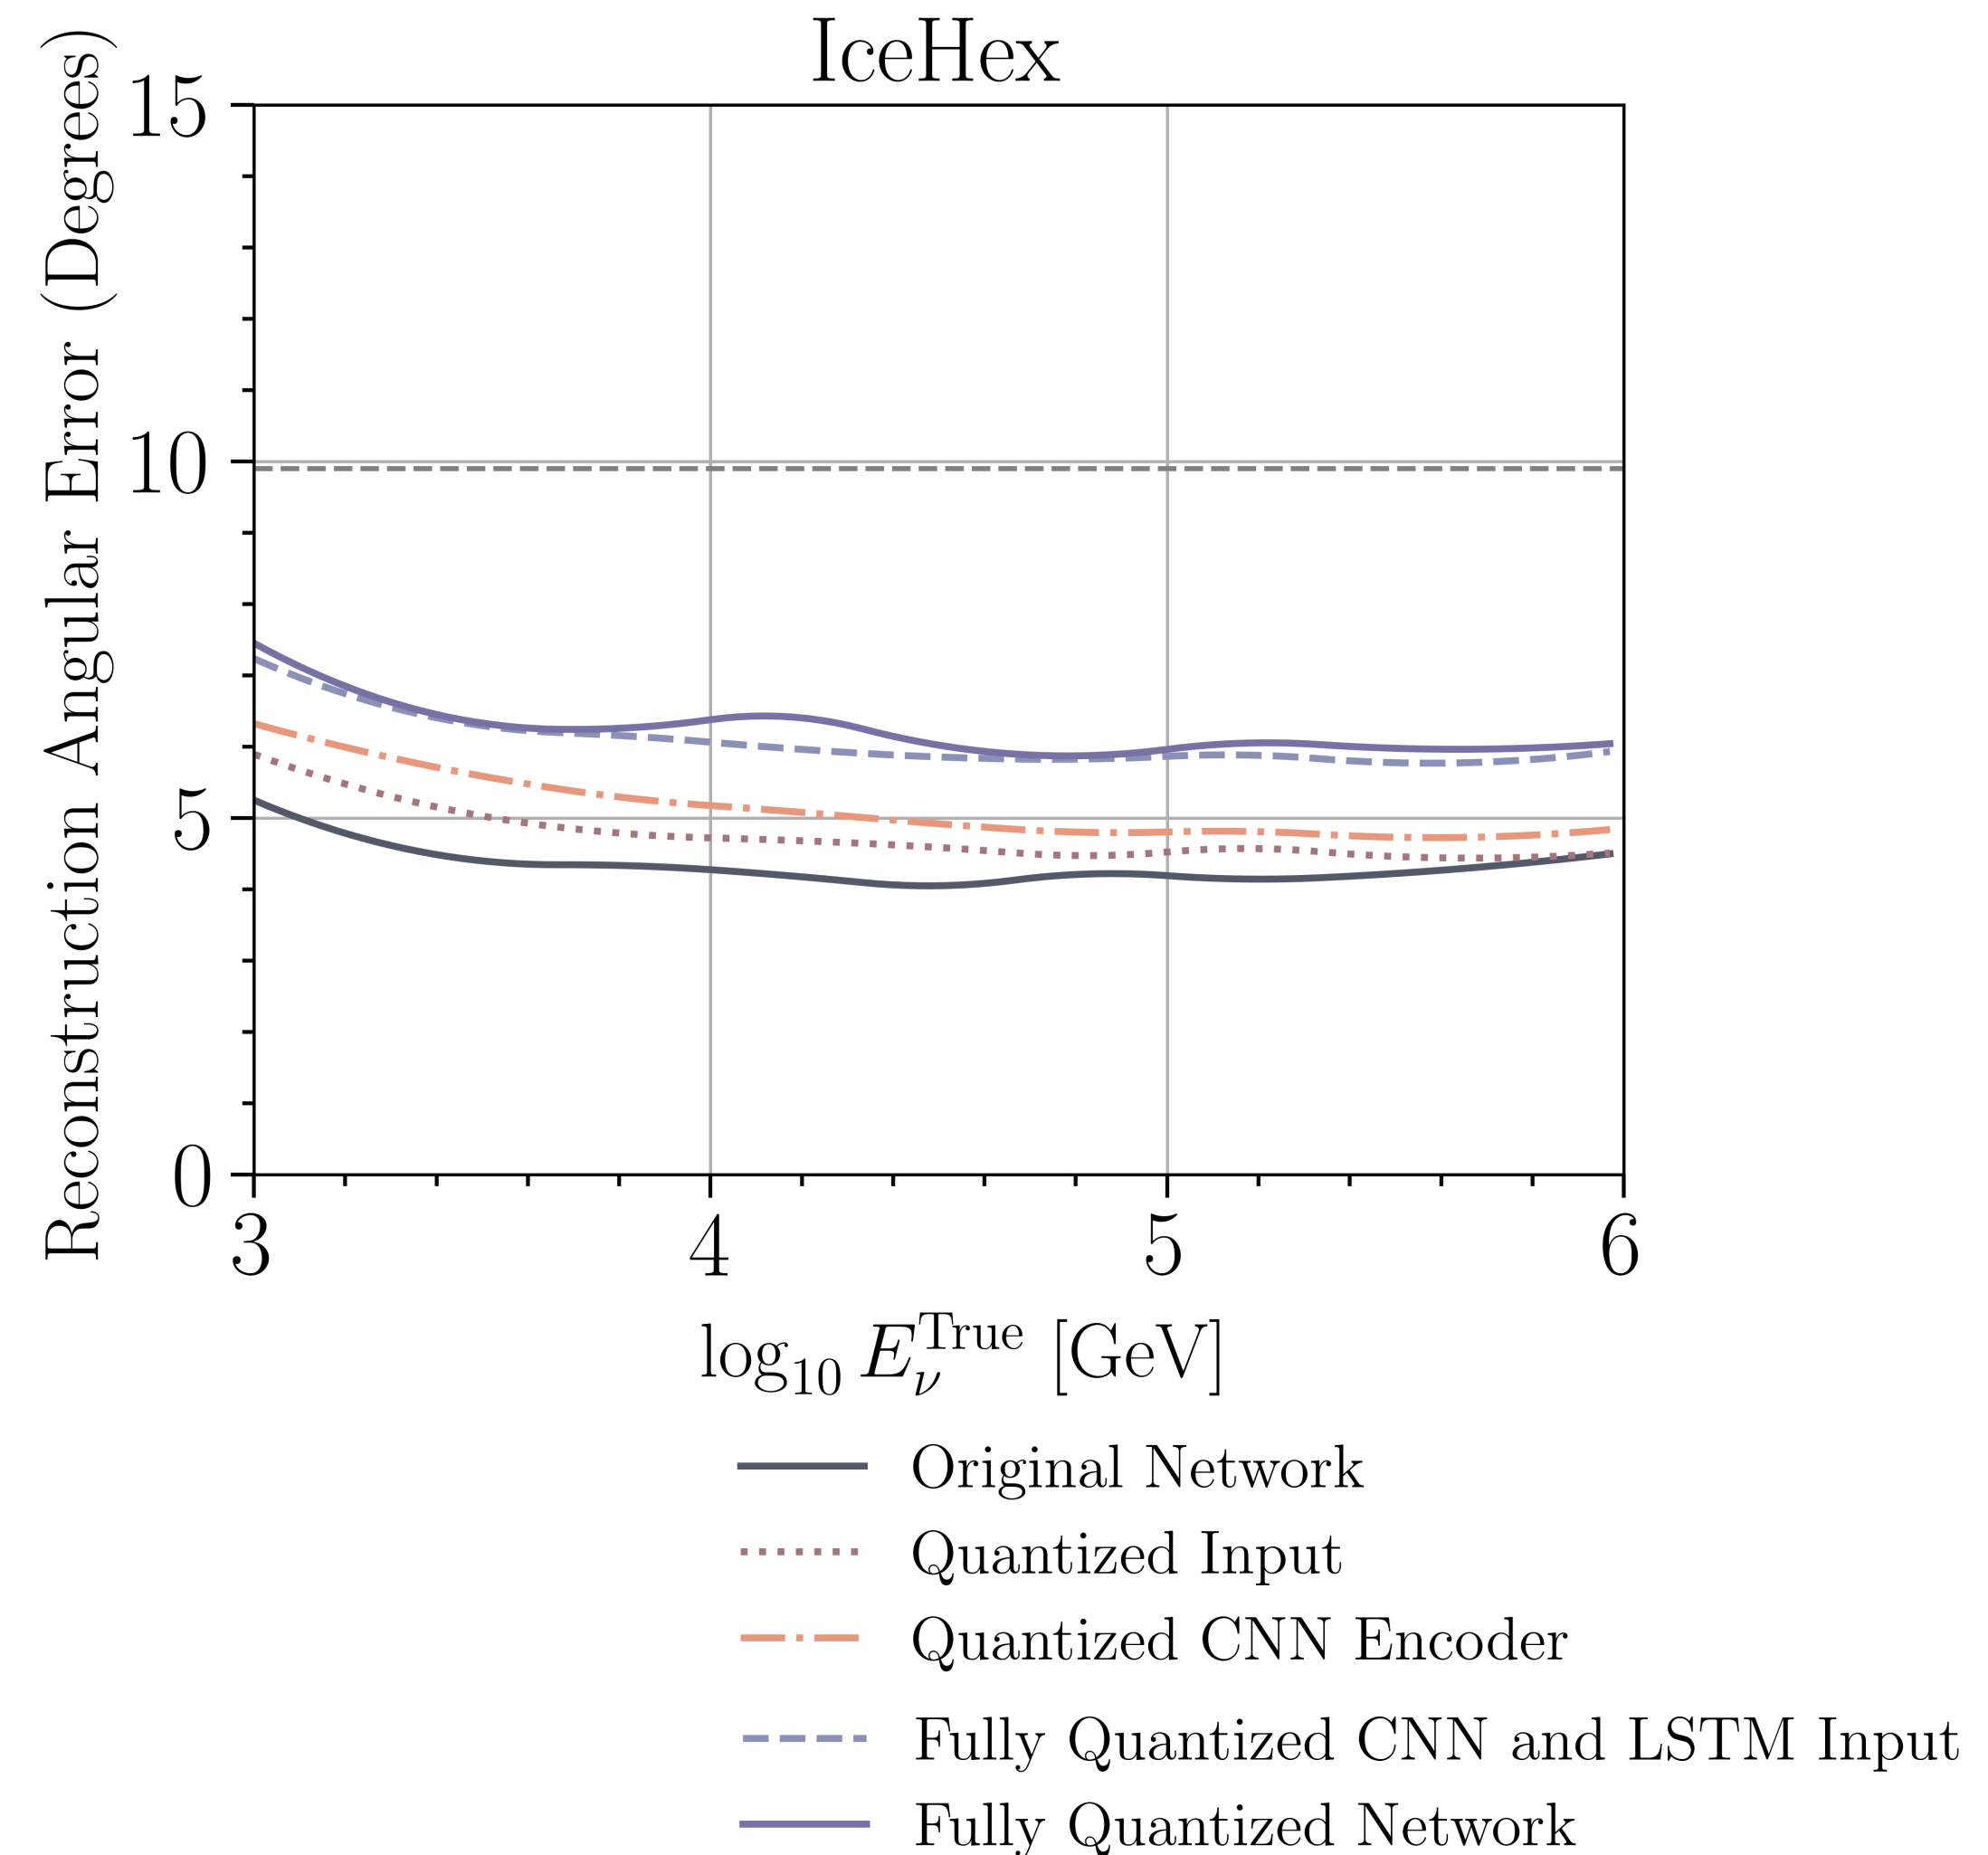 IceHex
Reconstruction Angular Error (Degrees)
15
10
5
0
3 4 5 6
log₁₀ E_ν^True [GeV]
Original Network
Quantized Input
Quantized CNN Encoder
Fully Quantized CNN and LSTM Input
Fully Quantized Network